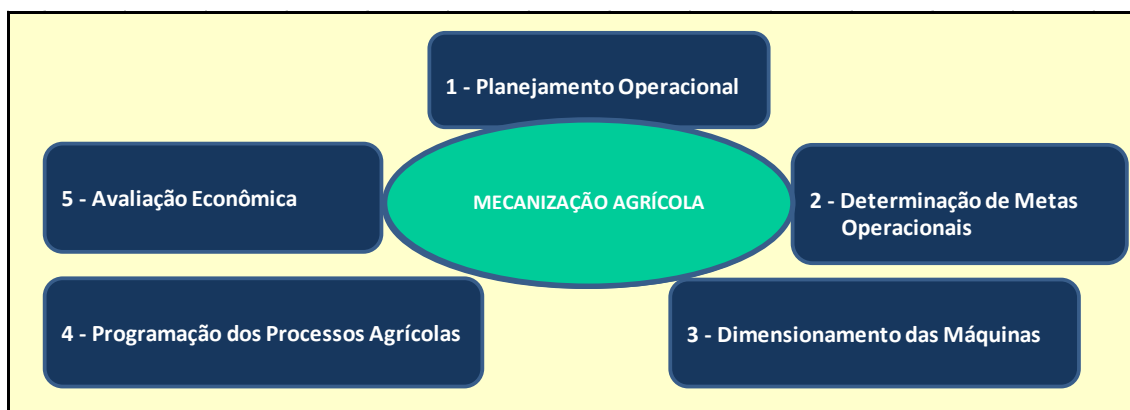 1 - Planejamento Operacional
5 - Avaliação Econômica
MECANIZAÇÃO AGRÍCOLA
2 - Determinação de Metas
Operacionais
4 - Programação dos Processos Agrícolas
3 - Dimensionamento das Máquinas